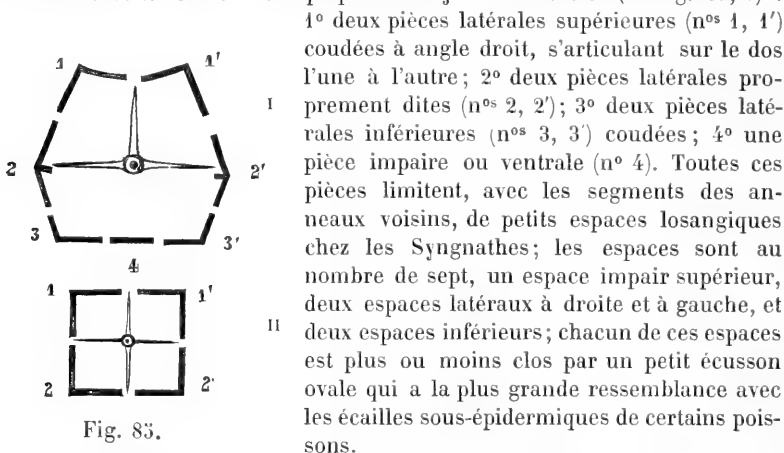 1º deux pièces latérales supérieures (nos 1, 1')
coudées à angle droit, s'articulant sur le dos
l'une à l'autre; 2º deux pièces latérales pro-
prement dites (nos 2, 2'); 3º deux pièces laté-
rales inférieures (nos 3, 3') coudées; 4º une
pièce impaire ou ventrale (nº 4). Toutes ces
pièces limitent, avec les segments des an-
neaux voisins, de petits espaces losangiques
chez les Syngnathes; les espaces sont au
nombre de sept, un espace impair supérieur,
deux espaces latéraux à droite et à gauche, et
deux espaces inférieurs; chacun de ces espaces
est plus ou moins clos par un petit écusson
ovale qui a la plus grande ressemblance avec
les écailles sous-épidermiques de certains pois-
sons.
1 1'
I
2 2'
3 3'
4
1 1'
II
2 2'
Fig. 85.